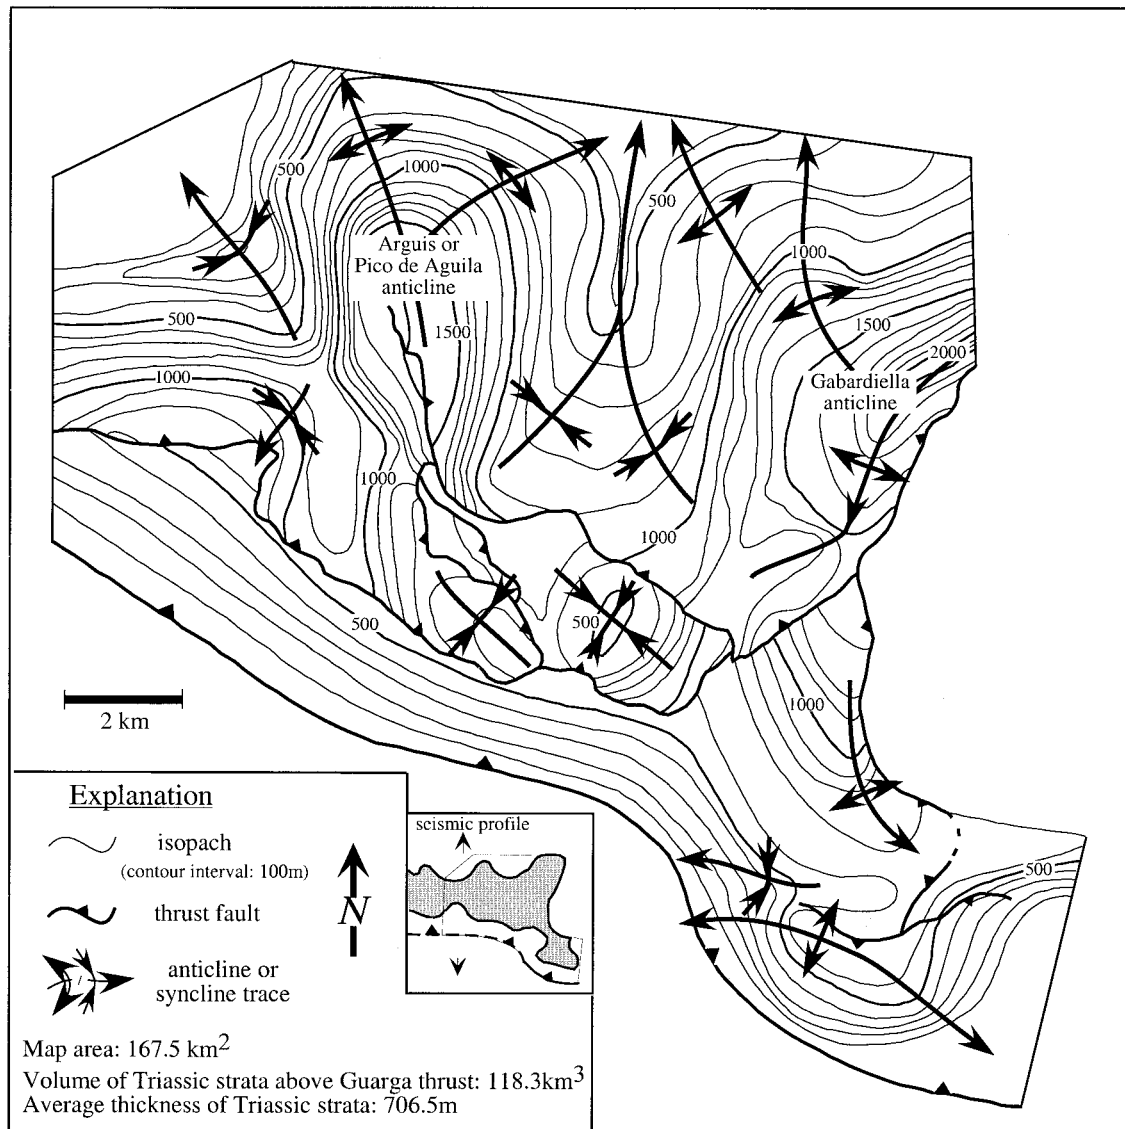 500
1000
Arguis or
Pico de Aguila
anticline
500
1000
500
1500
1500
2000
1000
Gabardiella
anticline
1000
1000
500
500
2 km
1000
500
Explanation
isopach
(contour interval: 100m)
thrust fault
anticline or
syncline trace
N
seismic profile
Map area: 167.5 km2
Volume of Triassic strata above Guarga thrust: 118.3km3
Average thickness of Triassic strata: 706.5m